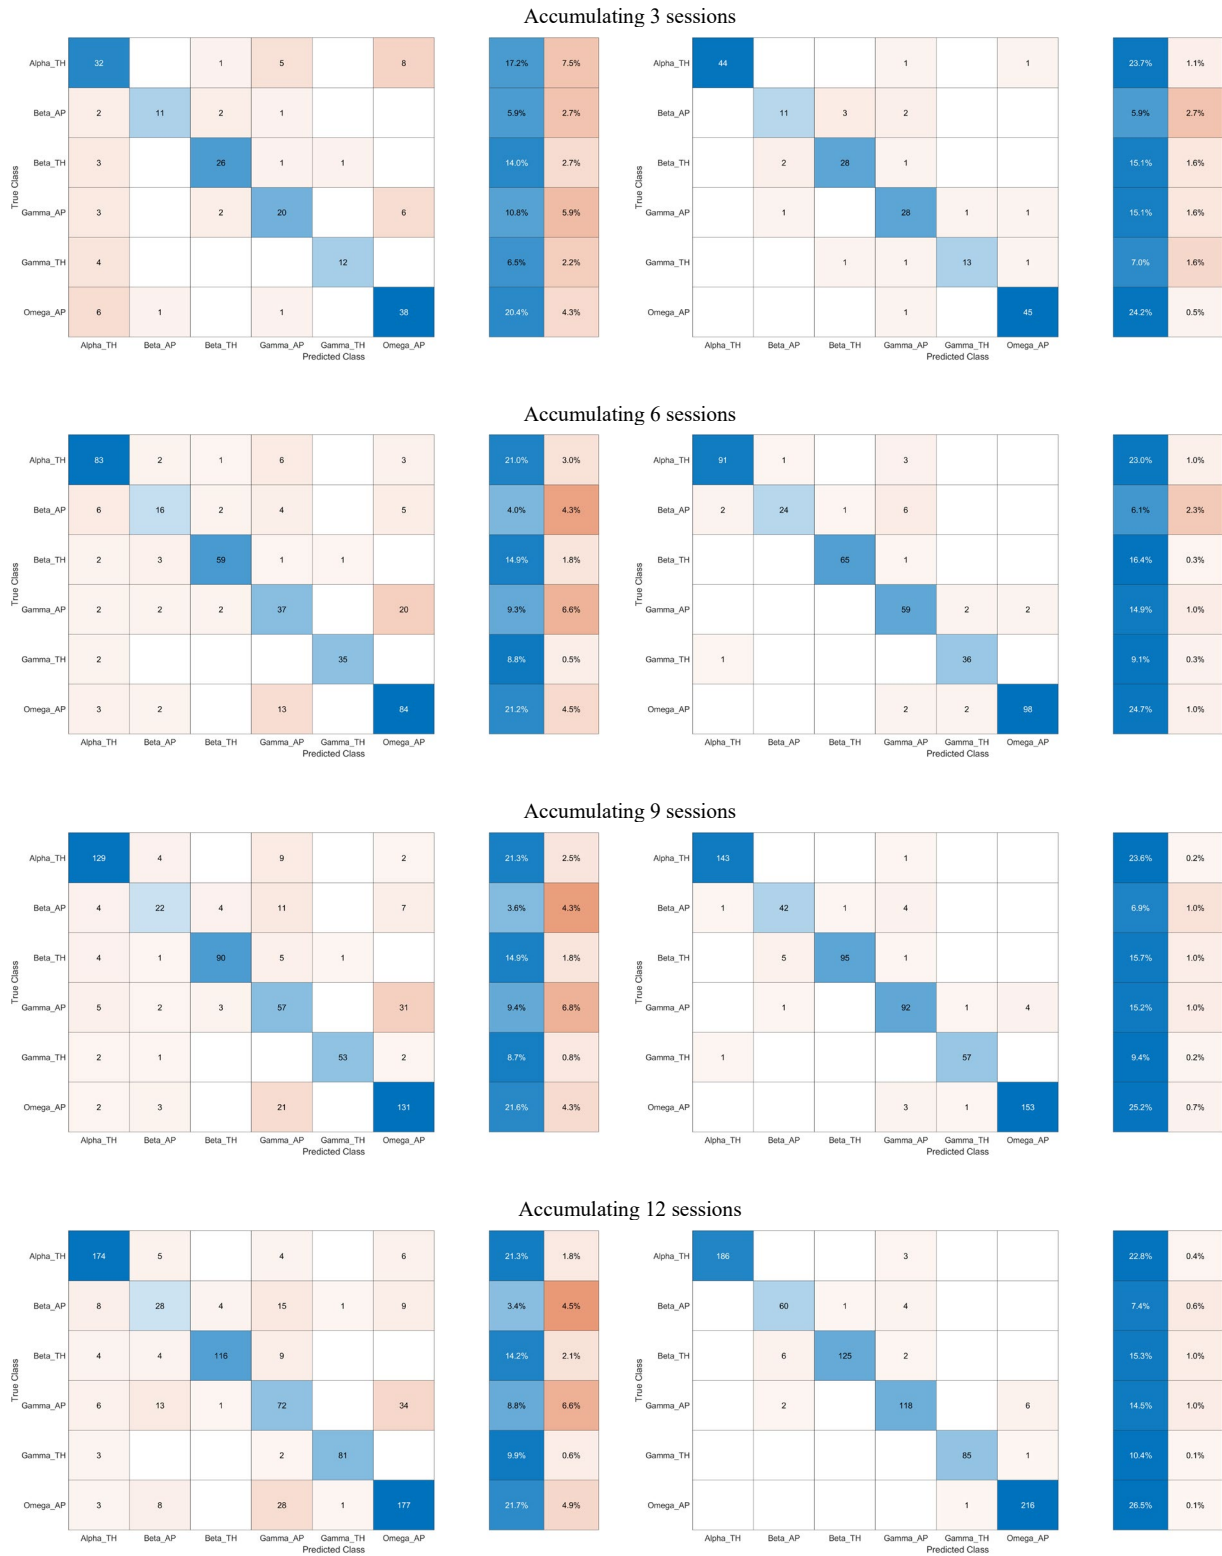 Accumulating 3 sessions
Alpha_TH 32 1 5 8 17.2% 7.5% Alpha_TH 44 1 1 23.7% 1.1%
Beta_AP 2 11 2 1 5.9% 2.7% Beta_AP 11 3 2 5.9% 2.7%
Beta_TH 3 26 1 1 14.0% 2.7% Beta_TH 2 28 1 15.1% 1.6%
True Class True Class
Gamma_AP 3 2 20 6 10.8% 5.9% Gamma_AP 1 28 1 1 15.1% 1.6%
Gamma_TH 4 12 6.5% 2.2% Gamma_TH 1 1 13 1 7.0% 1.6%
Omega_AP 6 1 1 38 20.4% 4.3% Omega_AP 1 45 24.2% 0.5%
Alpha_TH Beta_AP Beta_TH Gamma_AP Gamma_TH Omega_AP Alpha_TH Beta_AP Beta_TH Gamma_AP Gamma_TH Omega_AP
Predicted Class Predicted Class
Accumulating 6 sessions
Alpha_TH 83 2 1 6 3 21.0% 3.0% Alpha_TH 91 1 3 23.0% 1.0%
Beta_AP 6 16 2 4 5 4.0% 4.3% Beta_AP 2 24 1 6 6.1% 2.3%
Beta_TH 2 3 59 1 1 14.9% 1.8% Beta_TH 65 1 16.4% 0.3%
True Class True Class
Gamma_AP 2 2 2 37 20 9.3% 6.6% Gamma_AP 59 2 2 14.9% 1.0%
Gamma_TH 2 35 8.8% 0.5% Gamma_TH 1 36 9.1% 0.3%
Omega_AP 3 2 13 84 21.2% 4.5% Omega_AP 2 2 98 24.7% 1.0%
Alpha_TH Beta_AP Beta_TH Gamma_AP Gamma_TH Omega_AP Alpha_TH Beta_AP Beta_TH Gamma_AP Gamma_TH Omega_AP
Predicted Class Predicted Class
Accumulating 9 sessions
Alpha_TH 129 4 9 2 21.3% 2.5% Alpha_TH 143 1 23.6% 0.2%
Beta_AP 4 22 4 11 7 3.6% 4.3% Beta_AP 1 42 1 4 6.9% 1.0%
Beta_TH 4 1 90 5 1 14.9% 1.8% Beta_TH 5 95 1 15.7% 1.0%
True Class True Class
Gamma_AP 5 2 3 57 31 9.4% 6.8% Gamma_AP 1 92 1 4 15.2% 1.0%
Gamma_TH 2 1 53 2 8.7% 0.8% Gamma_TH 1 57 9.4% 0.2%
Omega_AP 2 3 21 131 21.6% 4.3% Omega_AP 3 1 153 25.2% 0.7%
Alpha_TH Beta_AP Beta_TH Gamma_AP Gamma_TH Omega_AP Alpha_TH Beta_AP Beta_TH Gamma_AP Gamma_TH Omega_AP
Predicted Class Predicted Class
Accumulating 12 sessions
Alpha_TH 174 5 4 6 21.3% 1.8% Alpha_TH 186 3 22.8% 0.4%
Beta_AP 8 28 4 15 1 9 3.4% 4.5% Beta_AP 60 1 4 7.4% 0.6%
Beta_TH 4 4 116 9 14.2% 2.1% Beta_TH 6 125 2 15.3% 1.0%
True Class True Class
Gamma_AP 6 13 1 72 34 8.8% 6.6% Gamma_AP 2 118 6 14.5% 1.0%
Gamma_TH 3 2 81 9.9% 0.6% Gamma_TH 85 1 10.4% 0.1%
Omega_AP 3 8 28 1 177 21.7% 4.9% Omega_AP 1 216 26.5% 0.1%
Alpha_TH Beta_AP Beta_TH Gamma_AP Gamma_TH Omega_AP Alpha_TH Beta_AP Beta_TH Gamma_AP Gamma_TH Omega_AP
Predicted Class Predicted Class